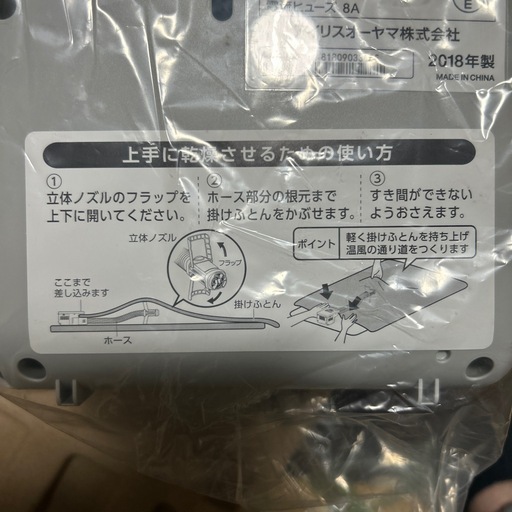 電流ヒューズ 8A
E
アイリスオーヤマ株式会社
2018年製
MADE IN CHINA
上手に乾燥させるための使い方
①
立体ノズルのフラップを
上下に開いてください。
②
ホース部分の根元まで
掛けふとんをかぶせます。
③
すき間ができない
ようおさえます。
ポイント
軽く掛けふとんを持ち上げ
温風の通り道をつくります
立体ノズル
フラップ
ここまで
差し込みます
掛けふとん
ホース